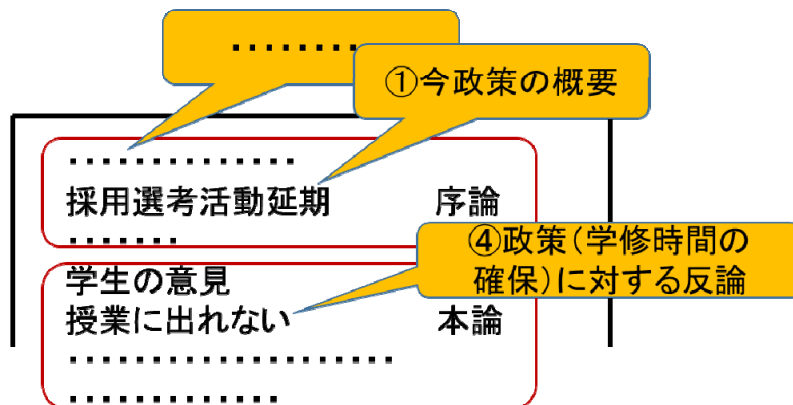 ・・・・・・・・
①今政策の概要
・・・・・・・・・・・・・・
採用選考活動延期 序論
・・・・・・・
④政策(学修時間の
確保)に対する反論
学生の意見
授業に出れない 本論
・・・・・・・・・・・・・・・・・・・・
・・・・・・・・・・・・・